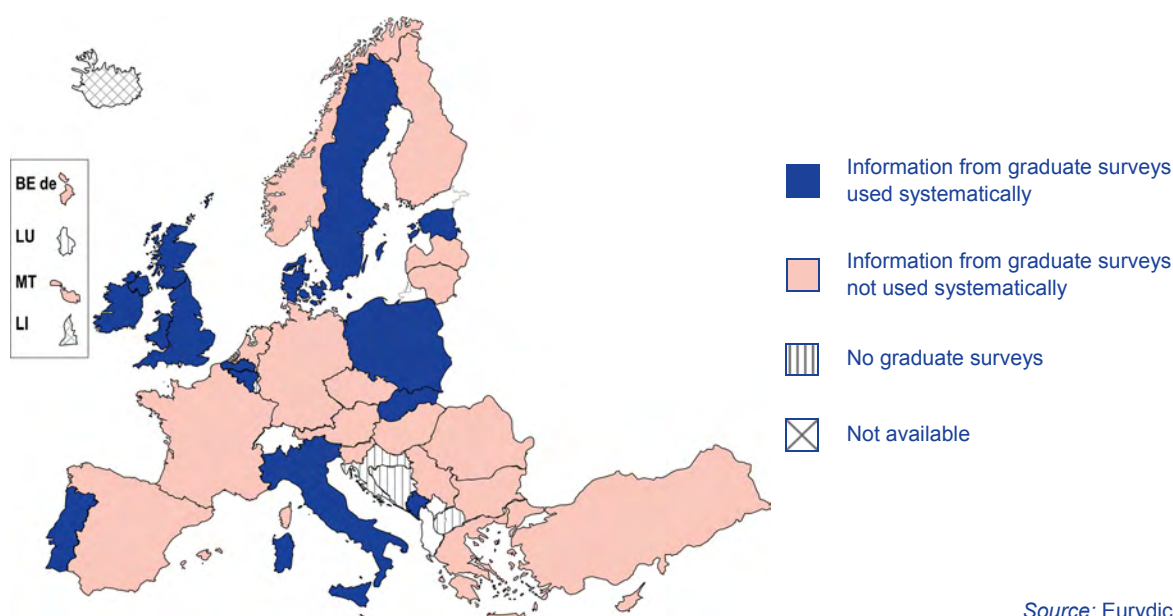 BE de
LU
MT
LI
Information from graduate surveys
used systematically
Information from graduate surveys
not used systematically
No graduate surveys
Not available
Source: Eurydic